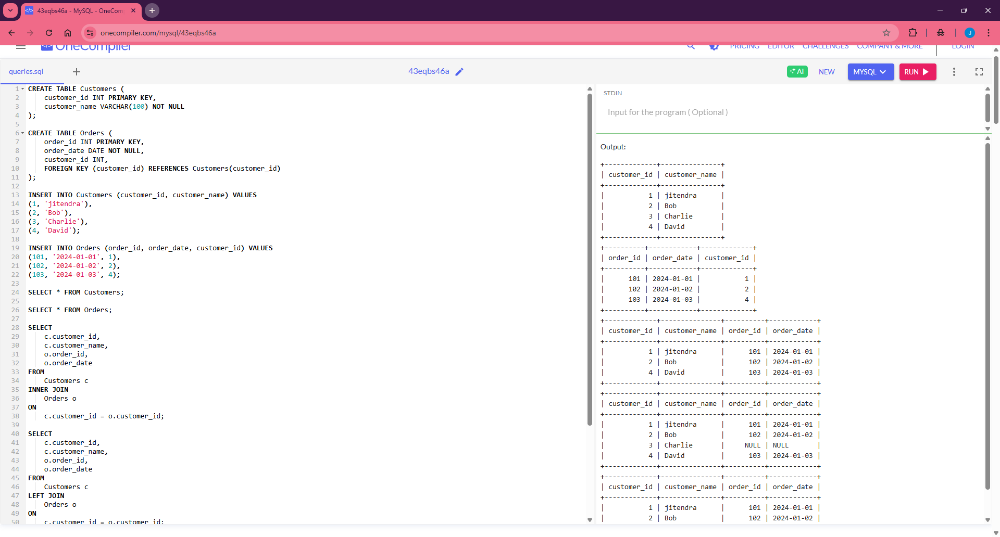 43eqbs46a - MySQL - OneCom
onecompiler.com/mysql/43eqbs46a
J
OneCompiler
PRICING EDITOR CHALLENGES COMPANY & MORE LOGIN
queries.sql
43eqbs46a
AI NEW MYSQL RUN
1 CREATE TABLE Customers (
2 customer_id INT PRIMARY KEY,
3 customer_name VARCHAR(100) NOT NULL
4 );
5
6 CREATE TABLE Orders (
7 order_id INT PRIMARY KEY,
8 order_date DATE NOT NULL,
9 customer_id INT,
10 FOREIGN KEY (customer_id) REFERENCES Customers(customer_id)
11 );
12
13 INSERT INTO Customers (customer_id, customer_name) VALUES
14 (1, 'jitendra'),
15 (2, 'Bob'),
16 (3, 'Charlie'),
17 (4, 'David');
18
19 INSERT INTO Orders (order_id, order_date, customer_id) VALUES
20 (101, '2024-01-01', 1),
21 (102, '2024-01-02', 2),
22 (103, '2024-01-03', 4);
23
24 SELECT * FROM Customers;
25
26 SELECT * FROM Orders;
27
28 SELECT
29 c.customer_id,
30 c.customer_name,
31 o.order_id,
32 o.order_date
33 FROM
34 Customers c
35 INNER JOIN
36 Orders o
37 ON
38 c.customer_id = o.customer_id;
39
40 SELECT
41 c.customer_id,
42 c.customer_name,
43 o.order_id,
44 o.order_date
45 FROM
46 Customers c
47 LEFT JOIN
48 Orders o
49 ON
50 c.customer_id = o.customer_id;
STDIN
Input for the program ( Optional )
Output:
+-------------+---------------+
| customer_id | customer_name |
+-------------+---------------+
|           1 | jitendra      |
|           2 | Bob           |
|           3 | Charlie       |
|           4 | David         |
+-------------+---------------+
+----------+------------+-------------+
| order_id | order_date | customer_id |
+----------+------------+-------------+
|      101 | 2024-01-01 |           1 |
|      102 | 2024-01-02 |           2 |
|      103 | 2024-01-03 |           4 |
+----------+------------+-------------+
+-------------+---------------+----------+------------+
| customer_id | customer_name | order_id | order_date |
+-------------+---------------+----------+------------+
|           1 | jitendra      |      101 | 2024-01-01 |
|           2 | Bob           |      102 | 2024-01-02 |
|           4 | David         |      103 | 2024-01-03 |
+-------------+---------------+----------+------------+
+-------------+---------------+----------+------------+
| customer_id | customer_name | order_id | order_date |
+-------------+---------------+----------+------------+
|           1 | jitendra      |      101 | 2024-01-01 |
|           2 | Bob           |      102 | 2024-01-02 |
|           3 | Charlie       |     NULL | NULL       |
|           4 | David         |      103 | 2024-01-03 |
+-------------+---------------+----------+------------+
+-------------+---------------+----------+------------+
| customer_id | customer_name | order_id | order_date |
+-------------+---------------+----------+------------+
|           1 | jitendra      |      101 | 2024-01-01 |
|           2 | Bob           |      102 | 2024-01-02 |